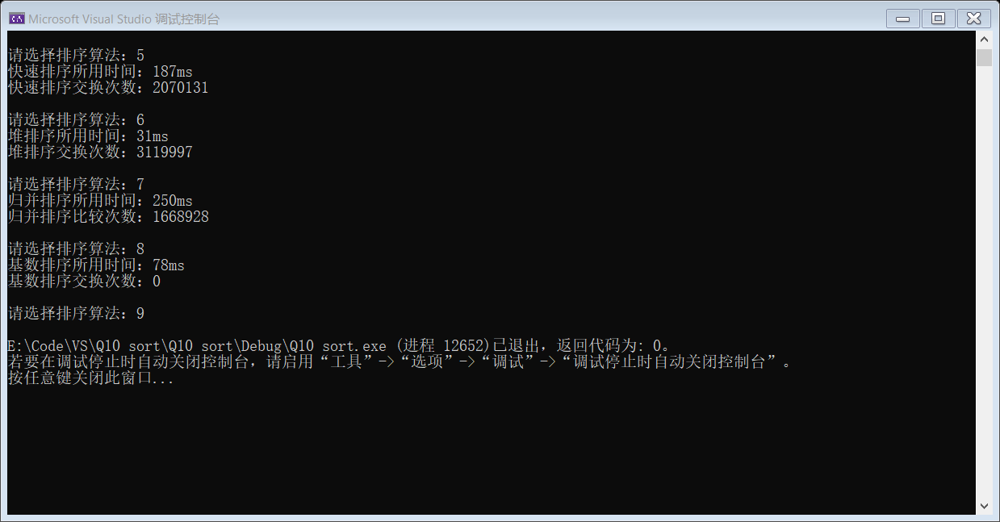 Microsoft Visual Studio 调试控制台
请选择排序算法：5
快速排序所用时间：187ms
快速排序交换次数：2070131
请选择排序算法：6
堆排序所用时间：31ms
堆排序交换次数：3119997
请选择排序算法：7
归并排序所用时间：250ms
归并排序比较次数：1668928
请选择排序算法：8
基数排序所用时间：78ms
基数排序交换次数：0
请选择排序算法：9
E:\Code\VS\Q10 sort\Q10 sort\Debug\Q10 sort.exe (进程 12652)已退出，返回代码为: 0。
若要在调试停止时自动关闭控制台，请启用“工具”->“选项”->“调试”->“调试停止时自动关闭控制台”。
按任意键关闭此窗口...